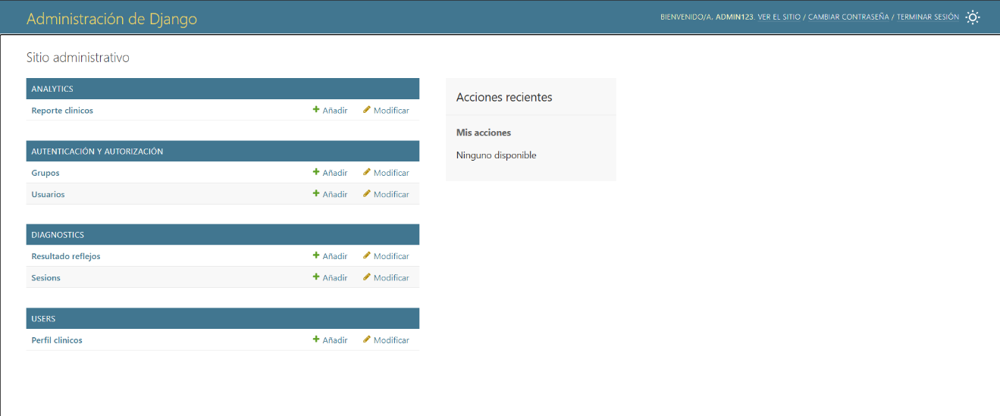 Administración de Django
BIENVENIDO/A. ADMIN123. VER EL SITIO / CAMBIAR CONTRASEÑA / TERMINAR SESIÓN
Sitio administrativo
ANALYTICS
Reporte clinicos Añadir Modificar
AUTENTICACIÓN Y AUTORIZACIÓN
Grupos Añadir Modificar
Usuarios Añadir Modificar
DIAGNOSTICS
Resultado reflejos Añadir Modificar
Sesions Añadir Modificar
USERS
Perfil clinicos Añadir Modificar
Acciones recientes
Mis acciones
Ninguno disponible